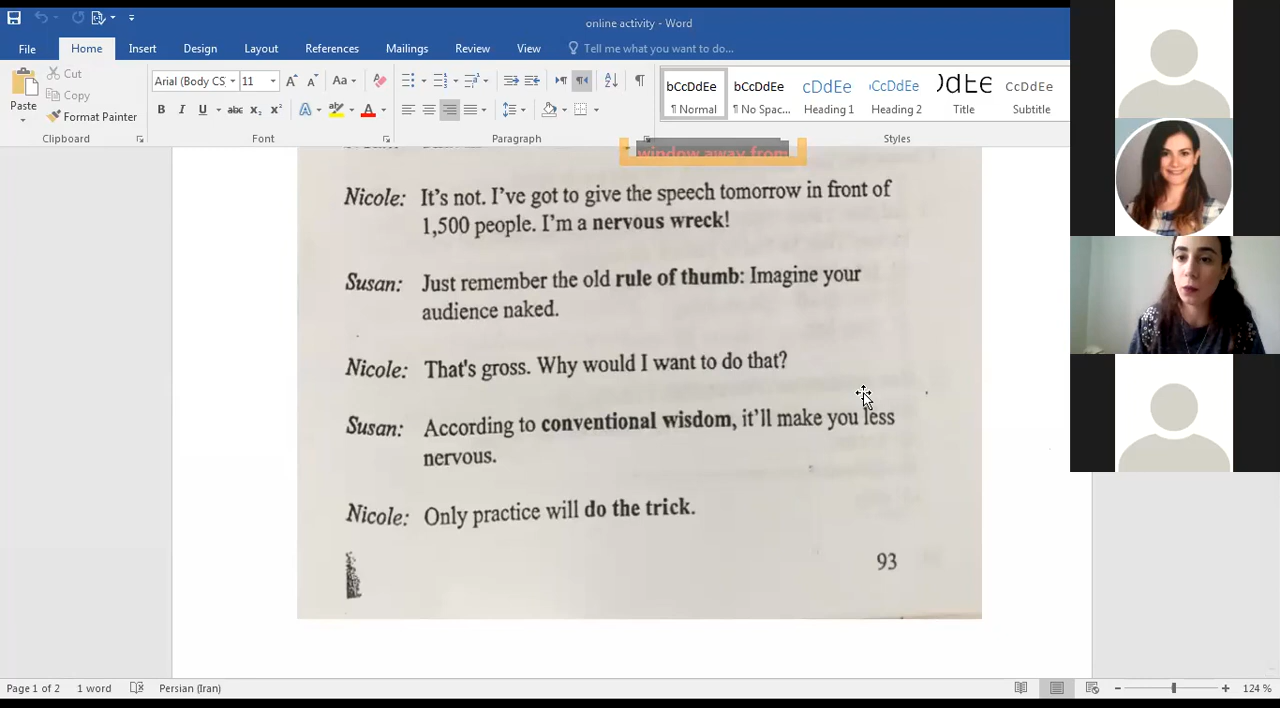 online activity - Word
File Home Insert Design Layout References Mailings Review View Tell me what you want to do...
Cut
Copy
Paste
Format Painter
Arial (Body CS 11
bCcDdEe bCcDdEe cDdEe CcDdEe CcDdEe
¶ Normal ¶ No Spac... Heading 1 Heading 2 Title Subtitle
Clipboard Font Paragraph Styles
window away from
Nicole: It's not. I've got to give the speech tomorrow in front of
1,500 people. I'm a nervous wreck!
Susan: Just remember the old rule of thumb: Imagine your
audience naked.
Nicole: That's gross. Why would I want to do that?
Susan: According to conventional wisdom, it'll make you less
nervous.
Nicole: Only practice will do the trick.
93
Page 1 of 2 1 word Persian (Iran) 124 %